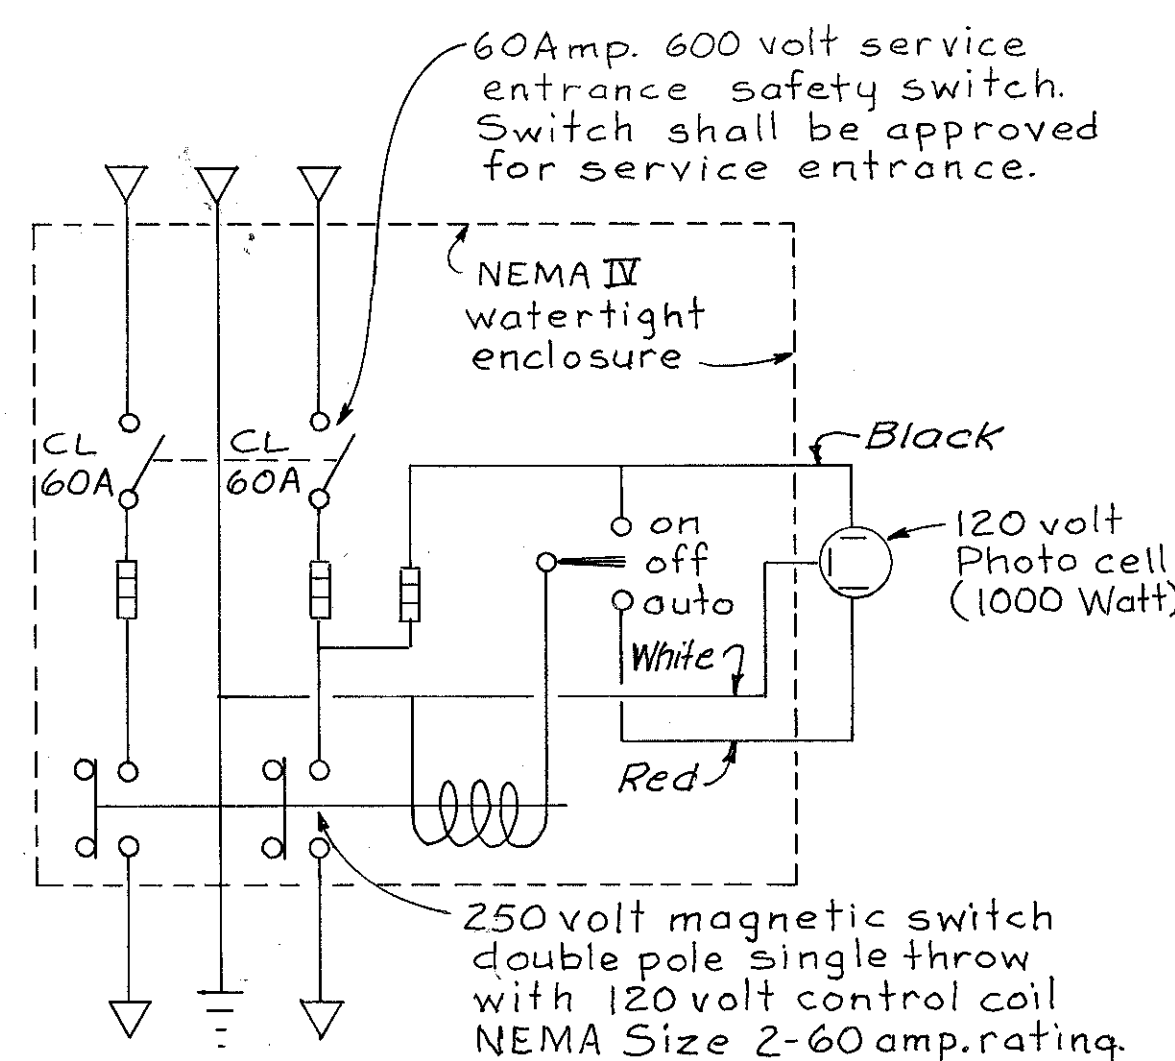 60Amp. 600 volt service
entrance safety switch.
Switch shall be approved
for service entrance.
NEMA IV
watertight
enclosure
CL
60A
CL
60A
Black
on
off
auto
120 volt
Photo cell
(1000 Watt)
White
Red
250 volt magnetic switch
double pole single throw
with 120 volt control coil
NEMA Size 2-60 amp. rating.